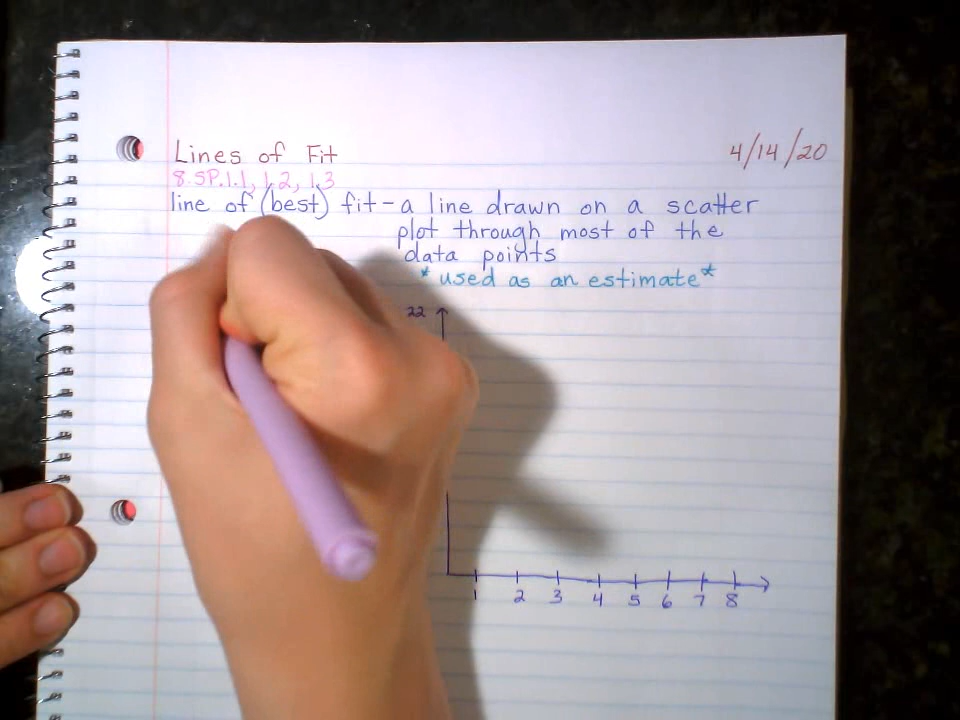 Lines of Fit 4/14/20
8.SP.1.1, 1.2, 1.3
line of (best) fit - a line drawn on a scatter
plot through most of the
data points
*used as an estimate*
22
1 2 3 4 5 6 7 8